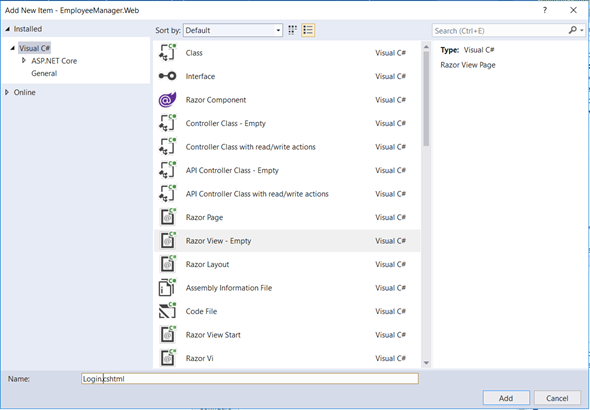 Add New Item - EmployeeManager.Web
Installed
Visual C#
ASP.NET Core
General
Online
Sort by: Default
Search (Ctrl+E)
Class Visual C#
Interface Visual C#
Razor Component Visual C#
Controller Class - Empty Visual C#
Controller Class with read/write actions Visual C#
API Controller Class - Empty Visual C#
API Controller Class with read/write actions Visual C#
Razor Page Visual C#
Razor View - Empty Visual C#
Razor Layout Visual C#
Assembly Information File Visual C#
Code File Visual C#
Razor View Start Visual C#
Razor Vi Visual C#
Type: Visual C#
Razor View Page
Name: Login.cshtml
Add Cancel